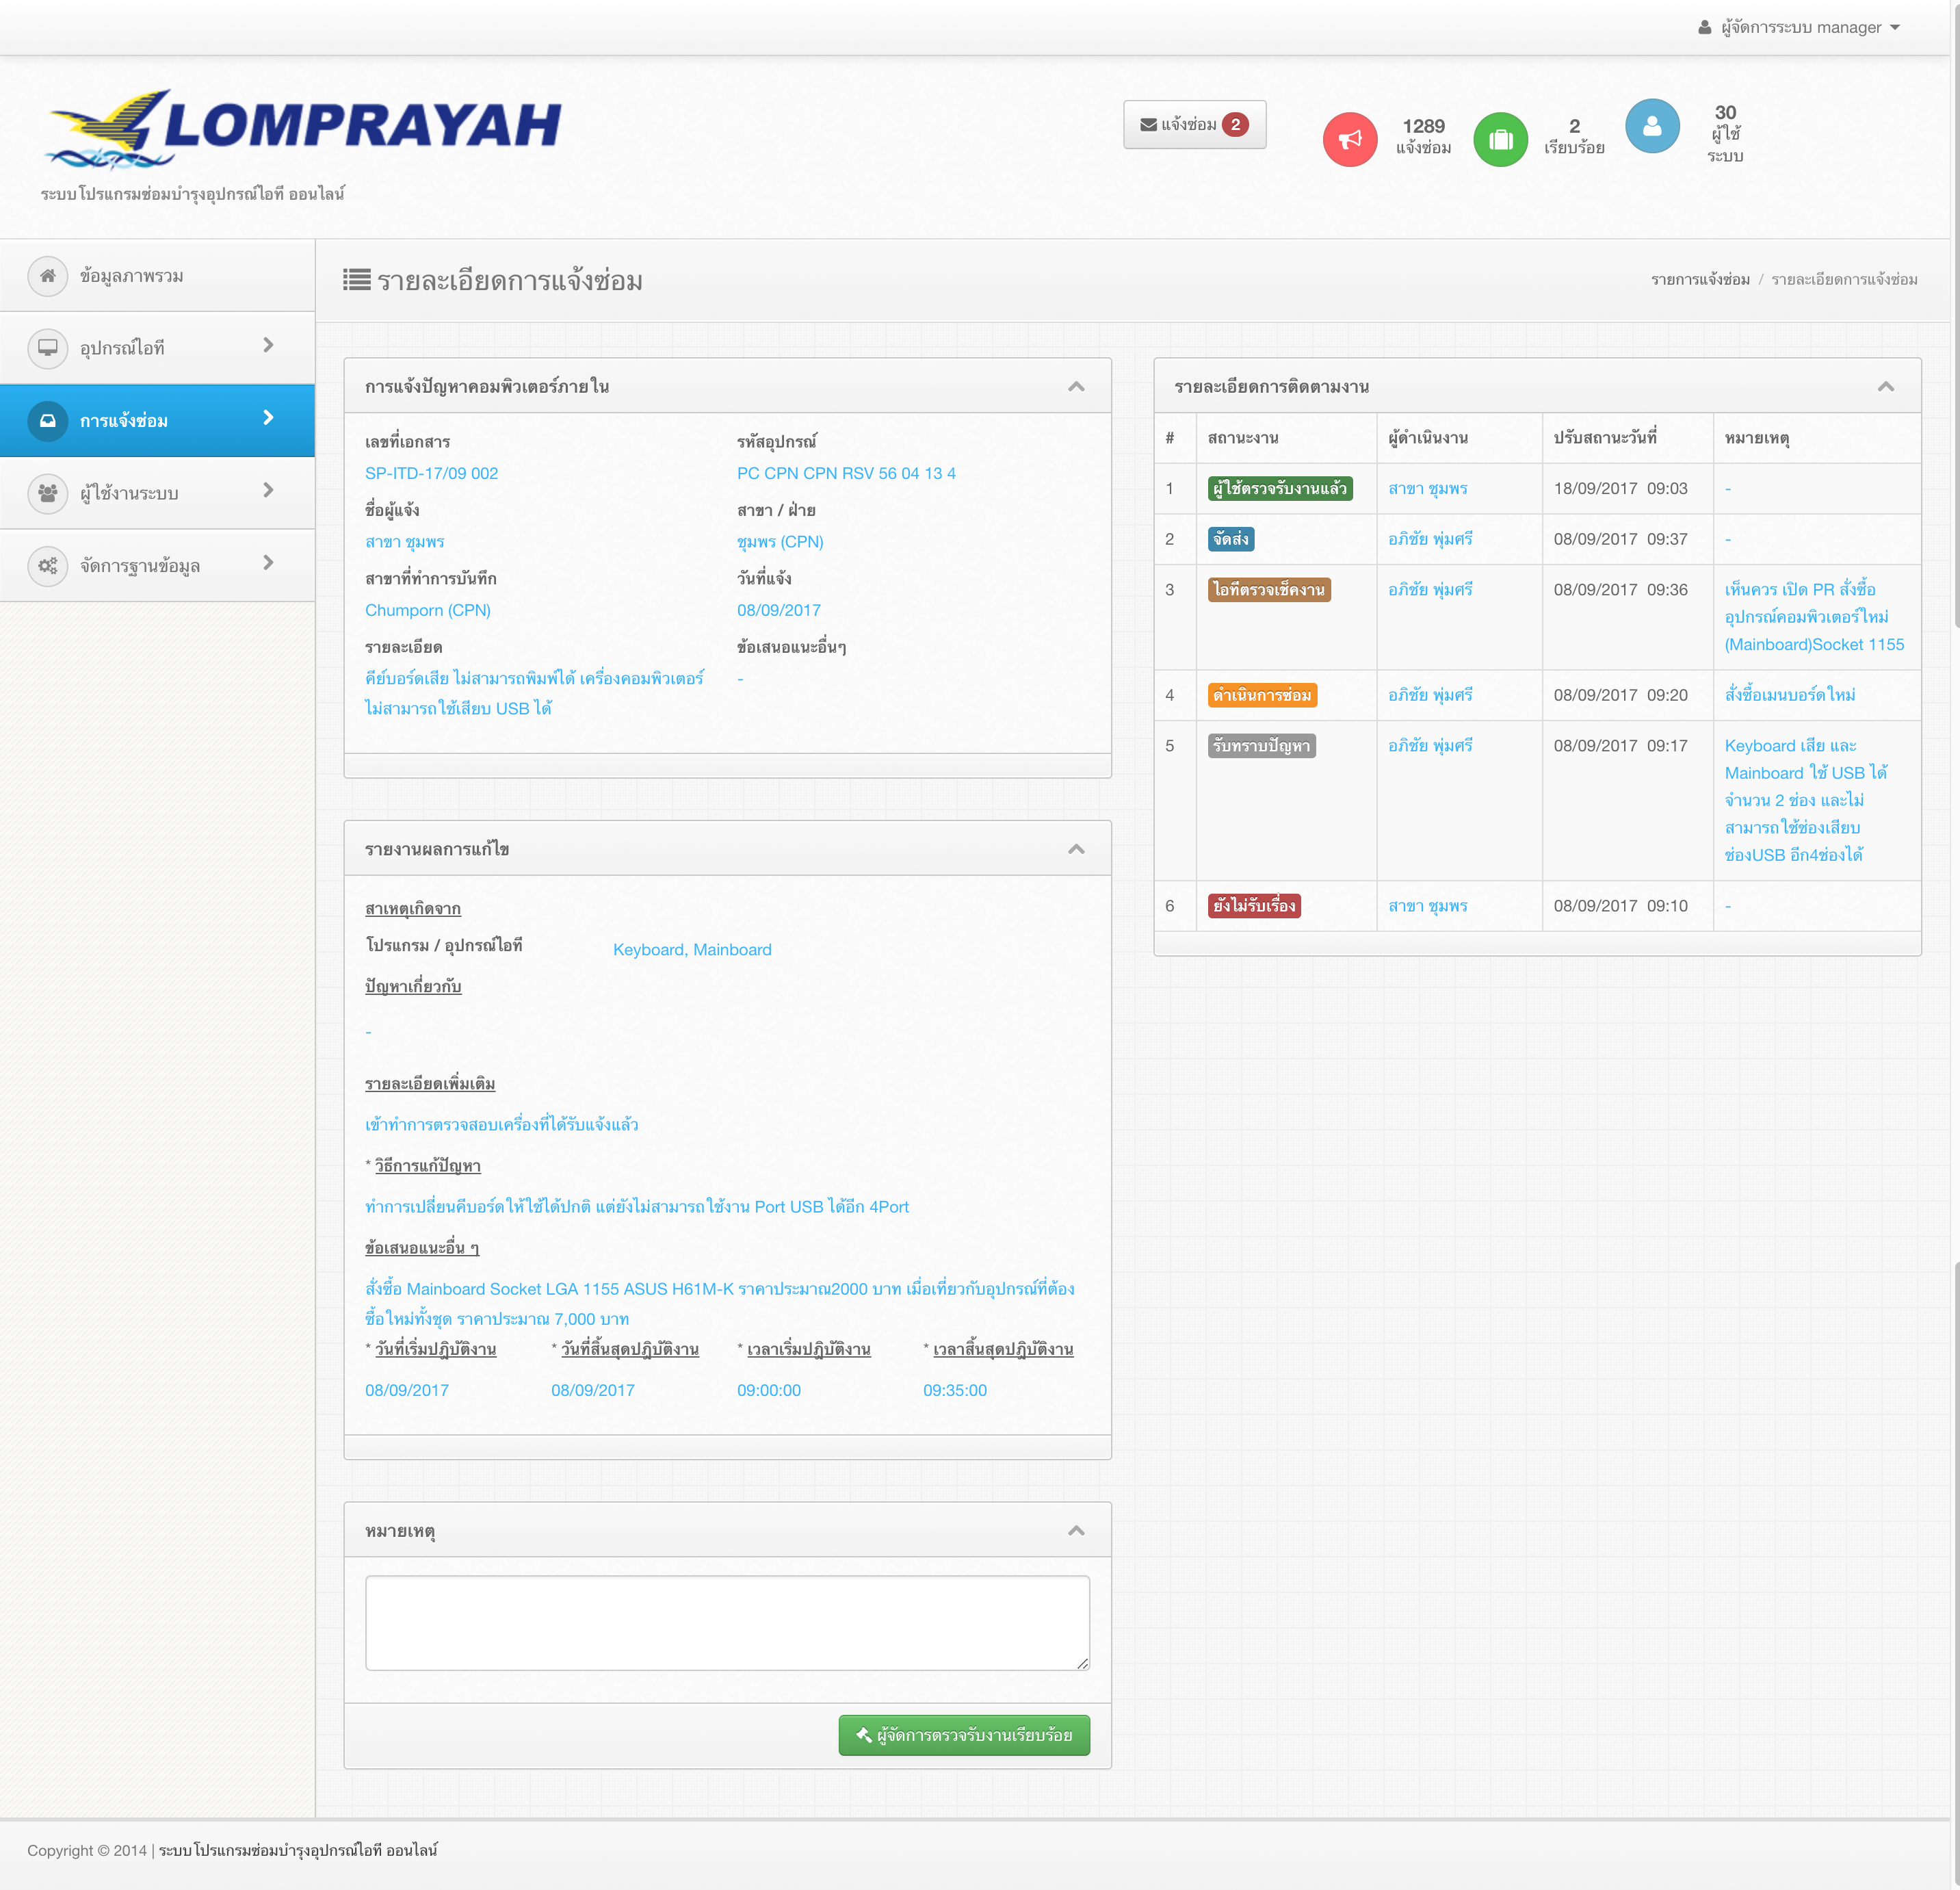 ผู้จัดการระบบ manager
LOMPRAYAH
ระบบโปรแกรมซ่อมบำรุงอุปกรณ์ไอที ออนไลน์
แจ้งซ่อม 2
1289
แจ้งซ่อม
2
เรียบร้อย
30
ผู้ใช้
ระบบ
ข้อมูลภาพรวม
อุปกรณ์ไอที
การแจ้งซ่อม
ผู้ใช้งานระบบ
จัดการฐานข้อมูล
รายละเอียดการแจ้งซ่อม
รายการแจ้งซ่อม / รายละเอียดการแจ้งซ่อม
การแจ้งปัญหาคอมพิวเตอร์ภายใน
เลขที่เอกสาร รหัสอุปกรณ์
SP-ITD-17/09 002 PC CPN CPN RSV 56 04 13 4
ชื่อผู้แจ้ง สาขา / ฝ่าย
สาขา ชุมพร ชุมพร (CPN)
สาขาที่ทำการบันทึก วันที่แจ้ง
Chumporn (CPN) 08/09/2017
รายละเอียด ข้อเสนอแนะอื่นๆ
คีย์บอร์ดเสีย ไม่สามารถพิมพ์ได้ เครื่องคอมพิวเตอร์ -
ไม่สามารถใช้เสียบ USB ได้
รายงานผลการแก้ไข
สาเหตุเกิดจาก
โปรแกรม / อุปกรณ์ไอที Keyboard, Mainboard
ปัญหาเกี่ยวกับ
-
รายละเอียดเพิ่มเติม
เข้าทำการตรวจสอบเครื่องที่ได้รับแจ้งแล้ว
* วิธีการแก้ปัญหา
ทำการเปลี่ยนคีบอร์ดให้ใช้ได้ปกติ แต่ยังไม่สามารถใช้งาน Port USB ได้อีก 4Port
ข้อเสนอแนะอื่น ๆ
สั่งซื้อ Mainboard Socket LGA 1155 ASUS H61M-K ราคาประมาณ2000 บาท เมื่อเที่ยวกับอุปกรณ์ที่ต้อง
ซื้อใหม่ทั้งชุด ราคาประมาณ 7,000 บาท
* วันที่เริ่มปฎิบัติงาน * วันที่สิ้นสุดปฎิบัติงาน * เวลาเริ่มปฎิบัติงาน * เวลาสิ้นสุดปฎิบัติงาน
08/09/2017 08/09/2017 09:00:00 09:35:00
หมายเหตุ
ผู้จัดการตรวจรับงานเรียบร้อย
รายละเอียดการติดตามงาน
# สถานะงาน ผู้ดำเนินงาน ปรับสถานะวันที่ หมายเหตุ
1 ผู้ใช้ตรวจรับงานแล้ว สาขา ชุมพร 18/09/2017 09:03 -
2 จัดส่ง อภิชัย พุ่มศรี 08/09/2017 09:37 -
3 ไอทีตรวจเช็คงาน อภิชัย พุ่มศรี 08/09/2017 09:36 เห็นควร เปิด PR สั่งซื้อ
อุปกรณ์คอมพิวเตอร์ใหม่
(Mainboard)Socket 1155
4 ดำเนินการซ่อม อภิชัย พุ่มศรี 08/09/2017 09:20 สั่งซื้อเมนบอร์ดใหม่
5 รับทราบปัญหา อภิชัย พุ่มศรี 08/09/2017 09:17 Keyboard เสีย และ
Mainboard ใช้ USB ได้
จำนวน 2 ช่อง และไม่
สามารถใช้ช่องเสียบ
ช่องUSB อีก4ช่องได้
6 ยังไม่รับเรื่อง สาขา ชุมพร 08/09/2017 09:10 -
Copyright © 2014 | ระบบโปรแกรมซ่อมบำรุงอุปกรณ์ไอที ออนไลน์